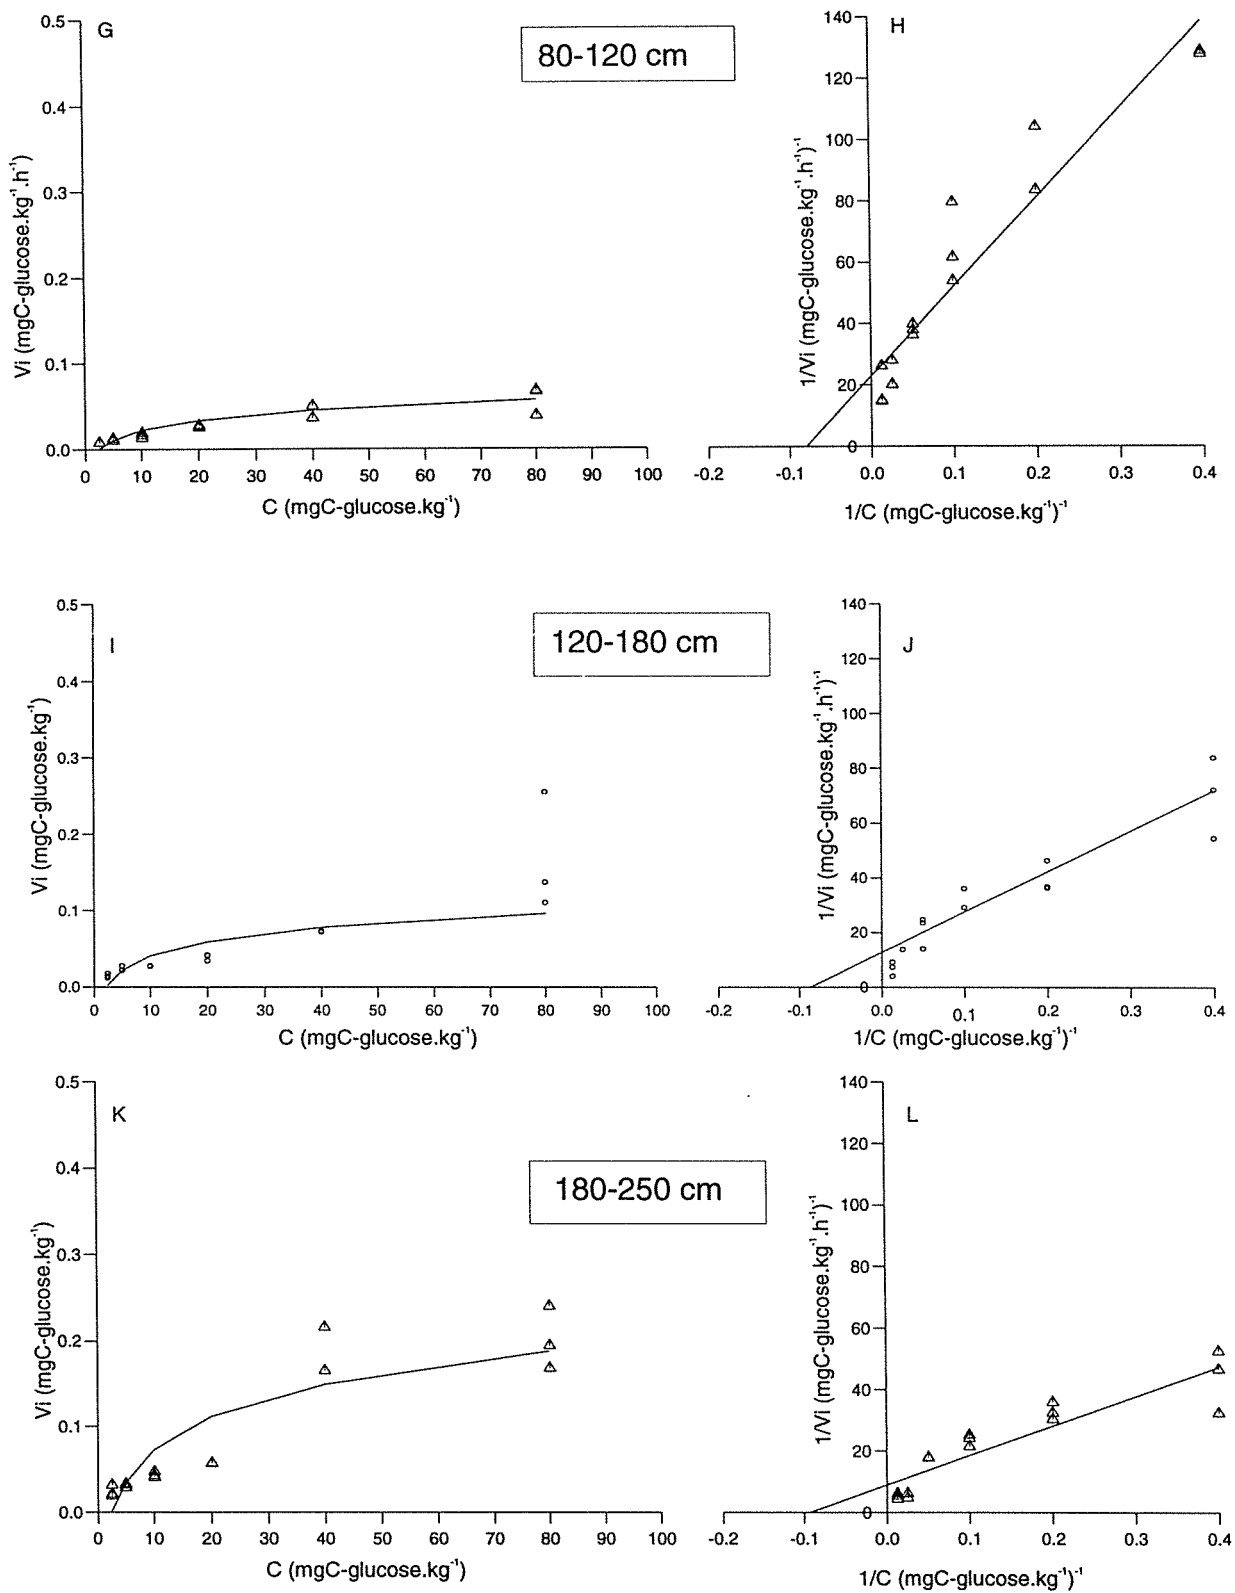 G
80-120 cm
H
0.5
0.4
0.3
0.2
0.1
0.0
Vi (mgC-glucose.kg⁻¹.h⁻¹)
0 10 20 30 40 50 60 70 80 90 100
C (mgC-glucose.kg⁻¹)
140
120
100
80
60
40
20
0
1/Vi (mgC-glucose.kg⁻¹.h⁻¹)⁻¹
-0.2 -0.1 0.0 0.1 0.2 0.3 0.4
1/C (mgC-glucose.kg⁻¹)⁻¹
I
120-180 cm
J
0.5
0.4
0.3
0.2
0.1
0.0
Vi (mgC-glucose.kg⁻¹)
0 10 20 30 40 50 60 70 80 90 100
C (mgC-glucose.kg⁻¹)
140
120
100
80
60
40
20
0
1/Vi (mgC-glucose.kg⁻¹.h⁻¹)⁻¹
-0.2 -0.1 0.0 0.1 0.2 0.3 0.4
1/C (mgC-glucose.kg⁻¹)⁻¹
K
180-250 cm
L
0.5
0.4
0.3
0.2
0.1
0.0
Vi (mgC-glucose.kg⁻¹)
0 10 20 30 40 50 60 70 80 90 100
C (mgC-glucose.kg⁻¹)
140
120
100
80
60
40
20
0
1/Vi (mgC-glucose.kg⁻¹.h⁻¹)⁻¹
-0.2 -0.1 0.0 0.1 0.2 0.3 0.4
1/C (mgC-glucose.kg⁻¹)⁻¹